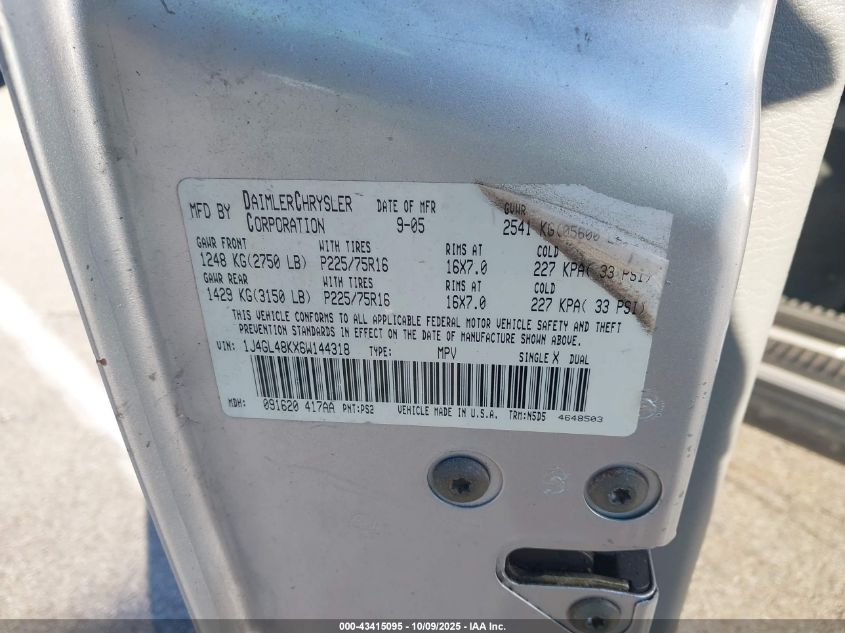 MFD BY DAIMLERCHRYSLER CORPORATION DATE OF MFR 9-05 GVWR 2541 KG(05600
GAWR FRONT WITH TIRES RIMS AT COLD
1248 KG(2750 LB) P225/75R16 16X7.0 227 KPA( 33 PSI)
GAWR REAR WITH TIRES RIMS AT COLD
1429 KG(3150 LB) P225/75R16 16X7.0 227 KPA( 33 PSI)
THIS VEHICLE CONFORMS TO ALL APPLICABLE FEDERAL MOTOR VEHICLE SAFETY AND THEFT
PREVENTION STANDARDS IN EFFECT ON THE DATE OF MANUFACTURE SHOWN ABOVE.
VIN: 1J4GL48KX6W144318 TYPE: MPV SINGLE X DUAL
MDH: 091620 417AA PNT:PS2 VEHICLE MADE IN U.S.A. TRM:N5D5 4648503
000-43415095 - 10/09/2025 - IAA Inc.